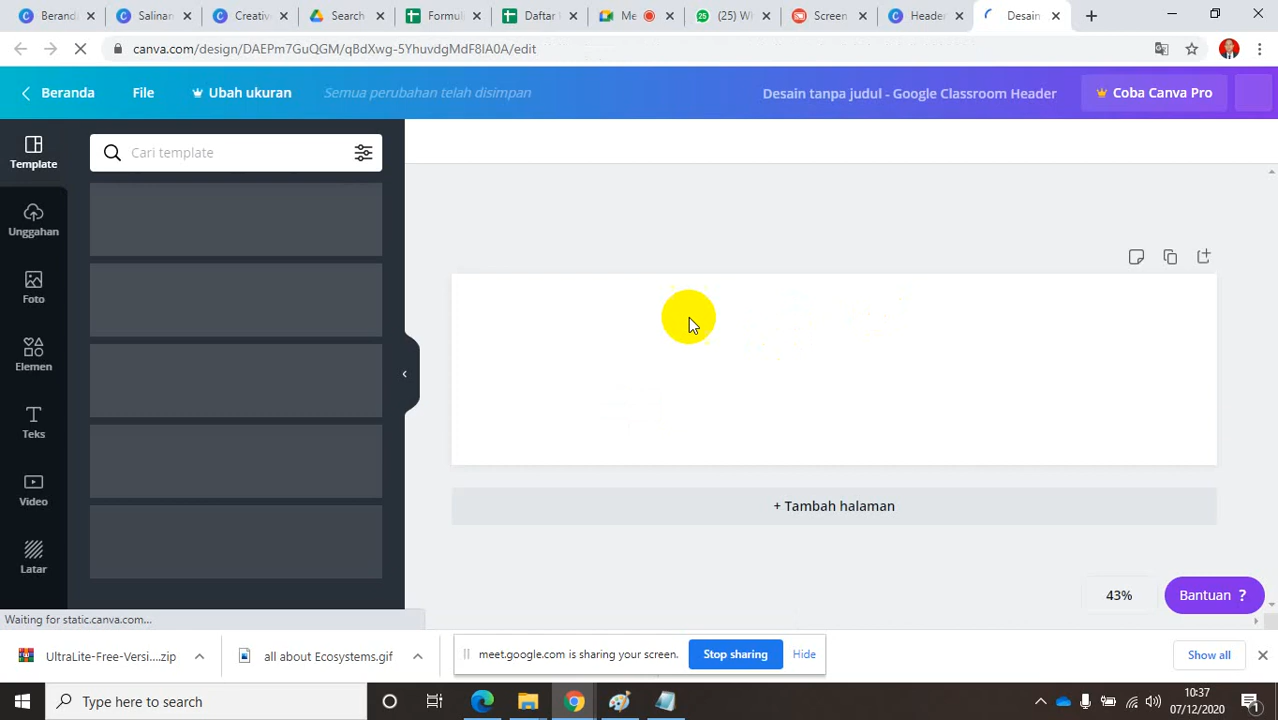 Beranda
Salinan
Creative
Search
Formuli
Daftar
Me
(25) W
Screen
Header
Desain
canva.com/design/DAEPm7GuQGM/qBdXwg-5YhuvdgMdF8IA0A/edit
Beranda File Ubah ukuran Semua perubahan telah disimpan Desain tanpa judul - Google Classroom Header Coba Canva Pro
Template
Cari template
Unggahan
Foto
Elemen
Teks
Video
Latar
+ Tambah halaman
43%
Bantuan ?
Waiting for static.canva.com...
UltraLite-Free-Versi....zip
all about Ecosystems.gif
meet.google.com is sharing your screen.
Stop sharing
Hide
Show all
Type here to search
10:37
07/12/2020
1